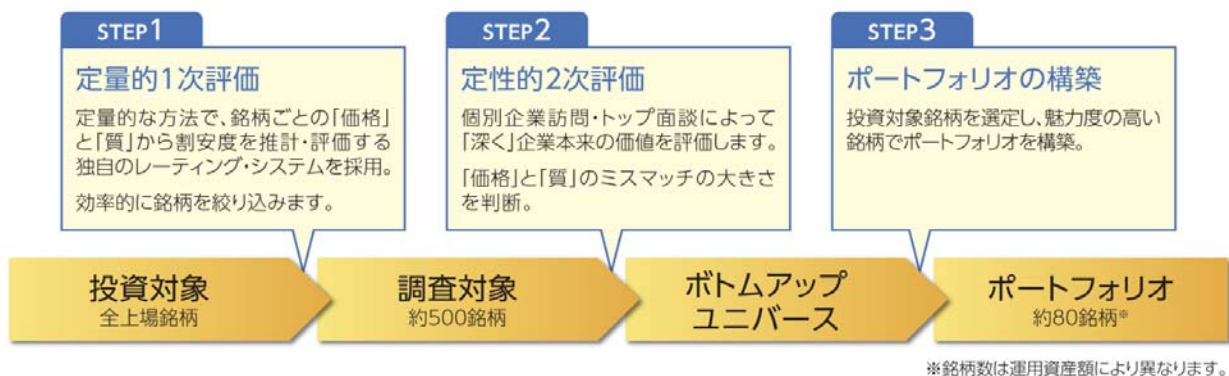 STEP1
定量的1次評価
定量的な方法で、銘柄ごとの「価格」
と「質」から割安度を推計・評価する
独自のレーティング・システムを採用。
効率的に銘柄を絞り込みます。
STEP2
定性的2次評価
個別企業訪問・トップ面談によって
「深く」企業本来の価値を評価します。
「価格」と「質」のミスマッチの大きさ
を判断。
STEP3
ポートフォリオの構築
投資対象銘柄を選定し、魅力度の高い
銘柄でポートフォリオを構築。
投資対象
全上場銘柄
調査対象
約500銘柄
ボトムアップ
ユニバース
ポートフォリオ
約80銘柄※
※銘柄数は運用資産額により異なります。